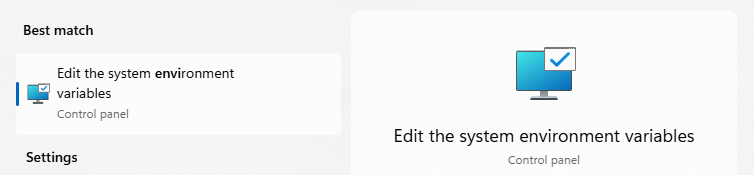 Best match
Edit the system environment
variables
Control panel
Settings
Edit the system environment variables
Control panel